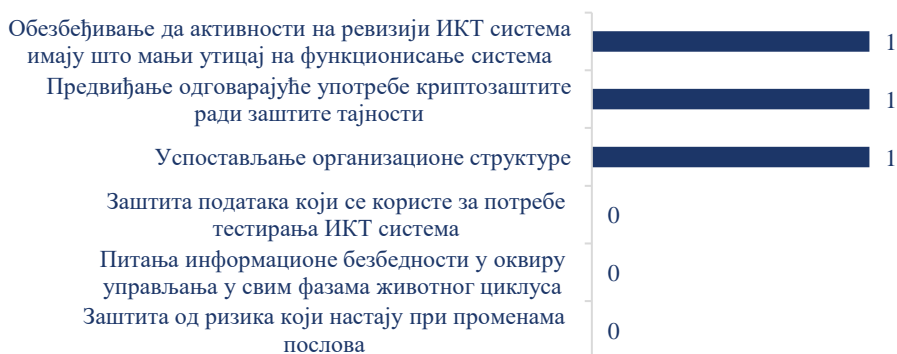 Обезбеђивање да активности на ревизији ИКТ система
имају што мањи утицај на функционисање система
1
Предвиђање одговарајуће употребе криптозаштите
ради заштите тајности
1
Успостављање организационе структуре
1
Заштита података који се користе за потребе
тестирања ИКТ система
0
Питања информационе безбедности у оквиру
управљања у свим фазама животног циклуса
0
Заштита од ризика који настају при променама
послова
0